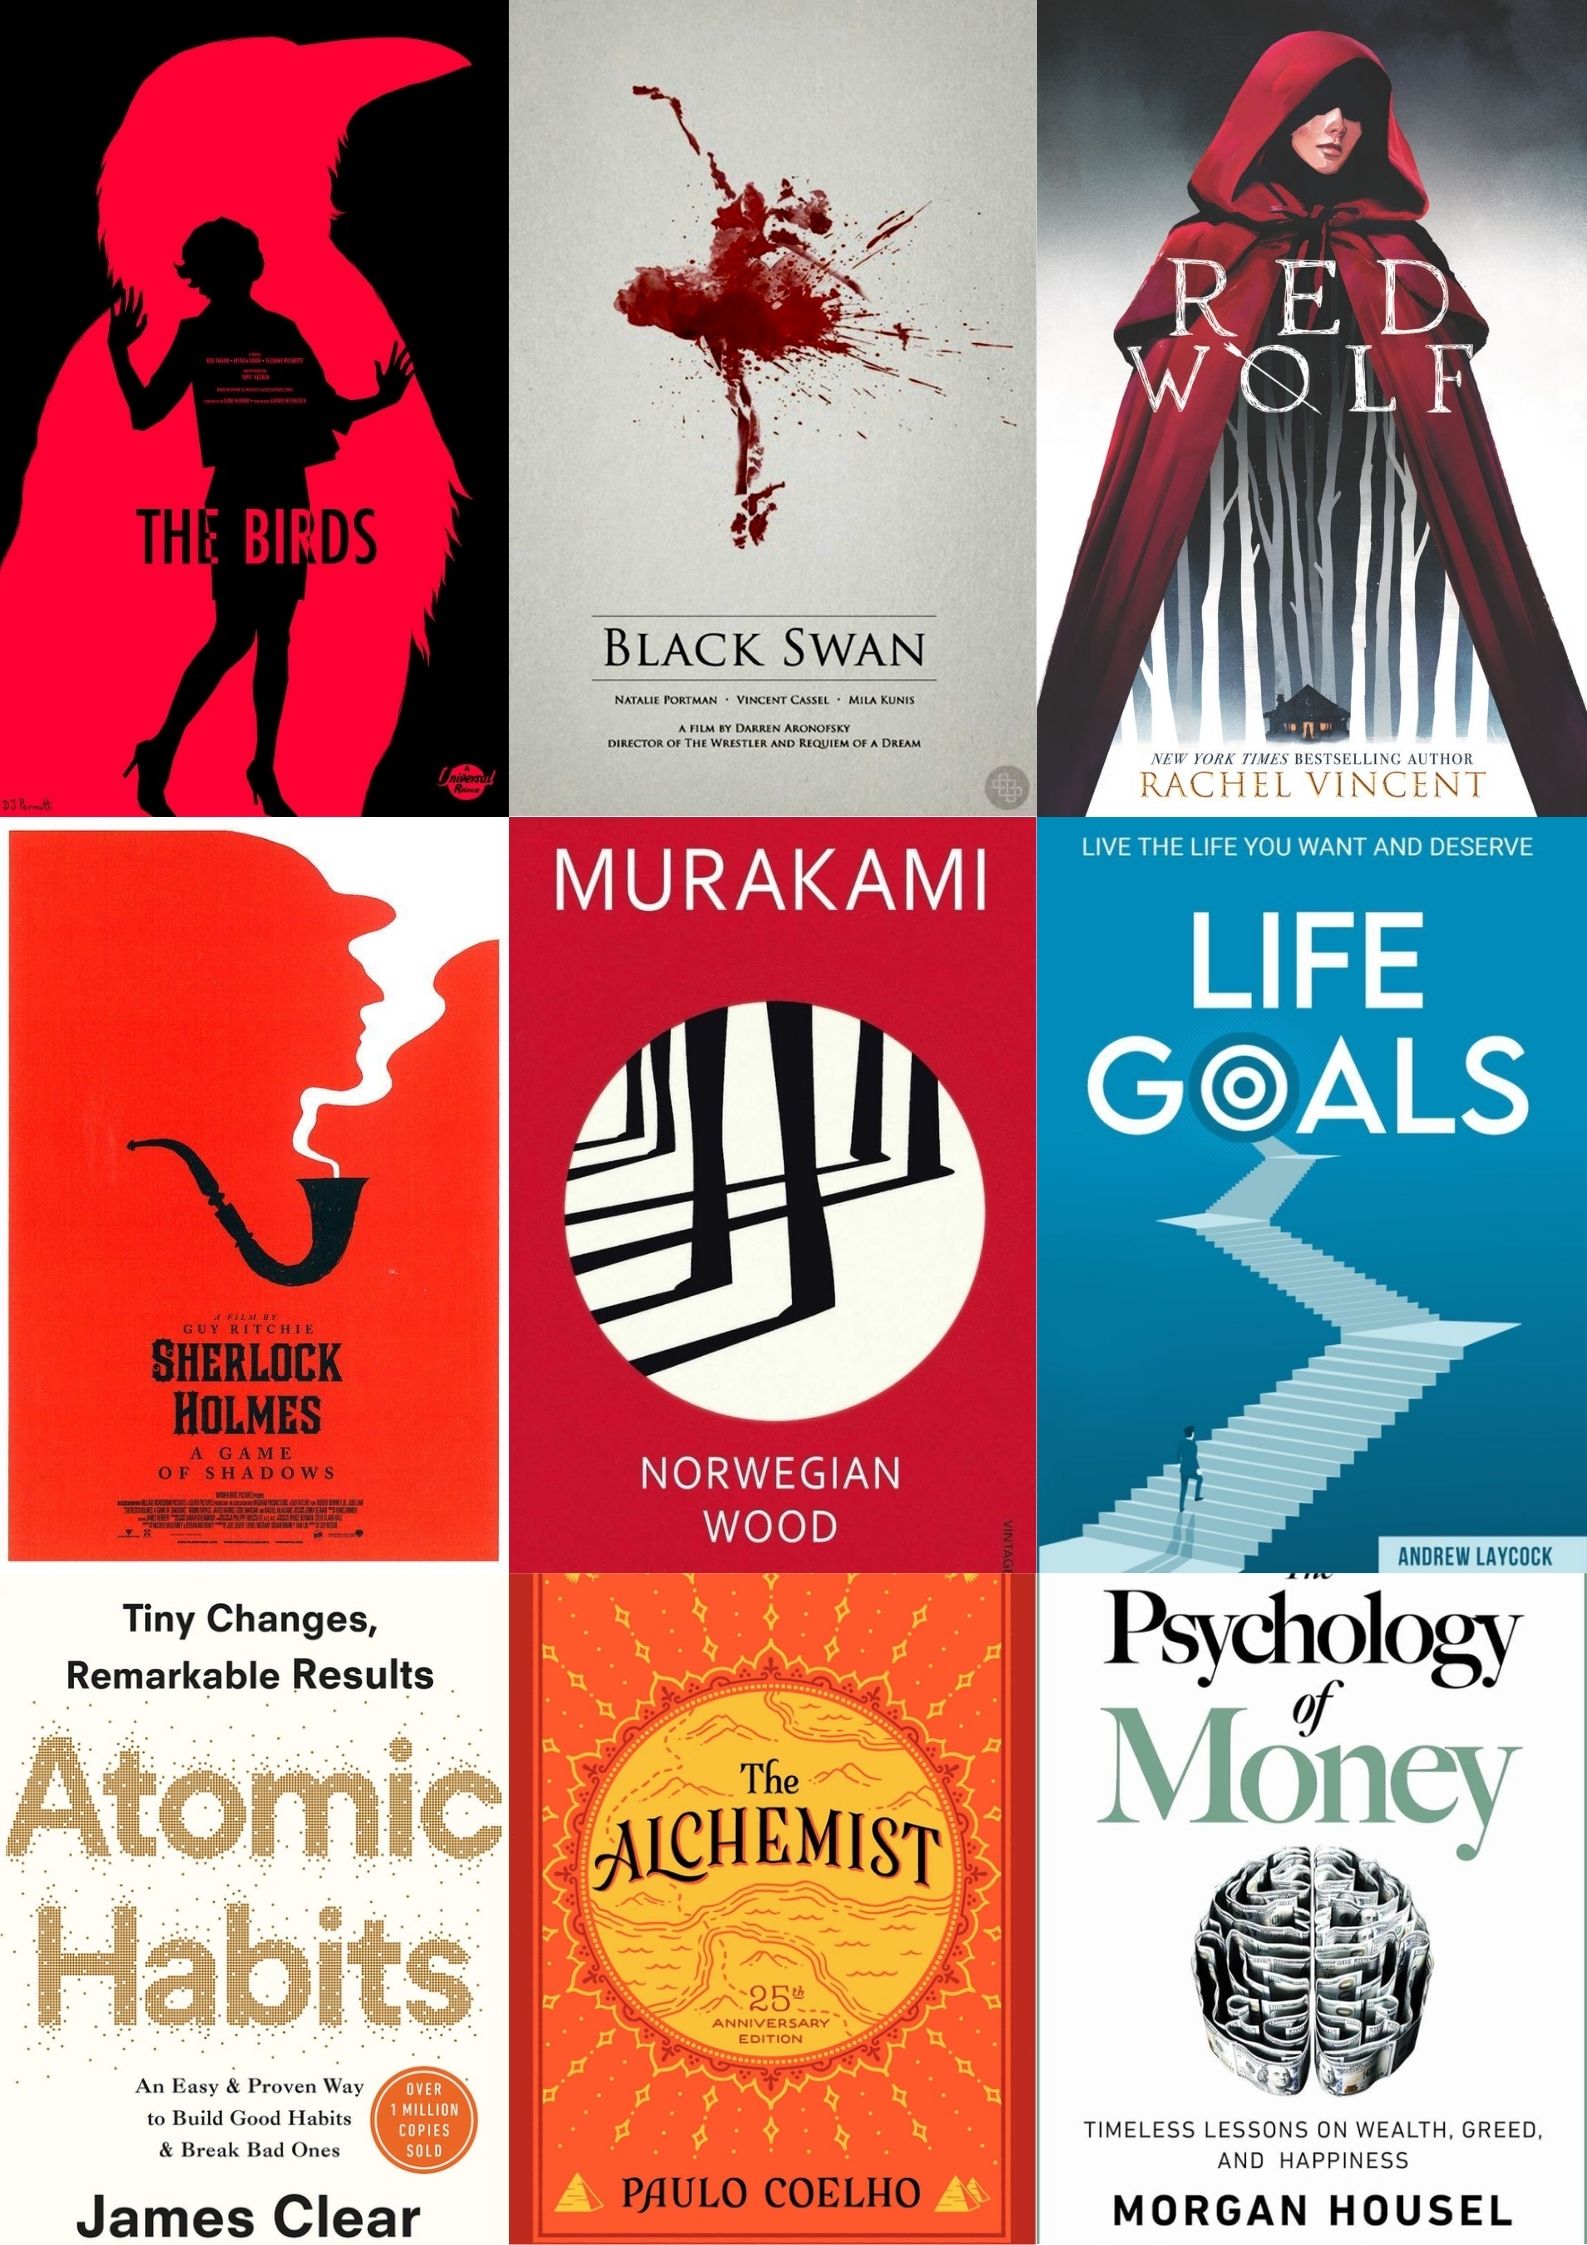 THE BIRDS
A
Universal
Release
BLACK SWAN
NATALIE PORTMAN · VINCENT CASSEL · MILA KUNIS
A FILM BY DARREN ARONOFSKY
DIRECTOR OF THE WRESTLER AND REQUIEM OF A DREAM
RED
WOLF
NEW YORK TIMES BESTSELLING AUTHOR
RACHEL VINCENT
A FILM BY
GUY RITCHIE
SHERLOCK
HOLMES
A GAME
OF SHADOWS
MURAKAMI
NORWEGIAN
WOOD
LIVE THE LIFE YOU WANT AND DESERVE
LIFE
GOALS
ANDREW LAYCOCK
Tiny Changes,
Remarkable Results
Atomic
Habits
An Easy & Proven Way
to Build Good Habits
& Break Bad Ones
OVER
1 MILLION
COPIES
SOLD
James Clear
The
ALCHEMIST
25th
ANNIVERSARY
EDITION
PAULO COELHO
Psychology
of
Money
TIMELESS LESSONS ON WEALTH, GREED,
AND HAPPINESS
MORGAN HOUSEL